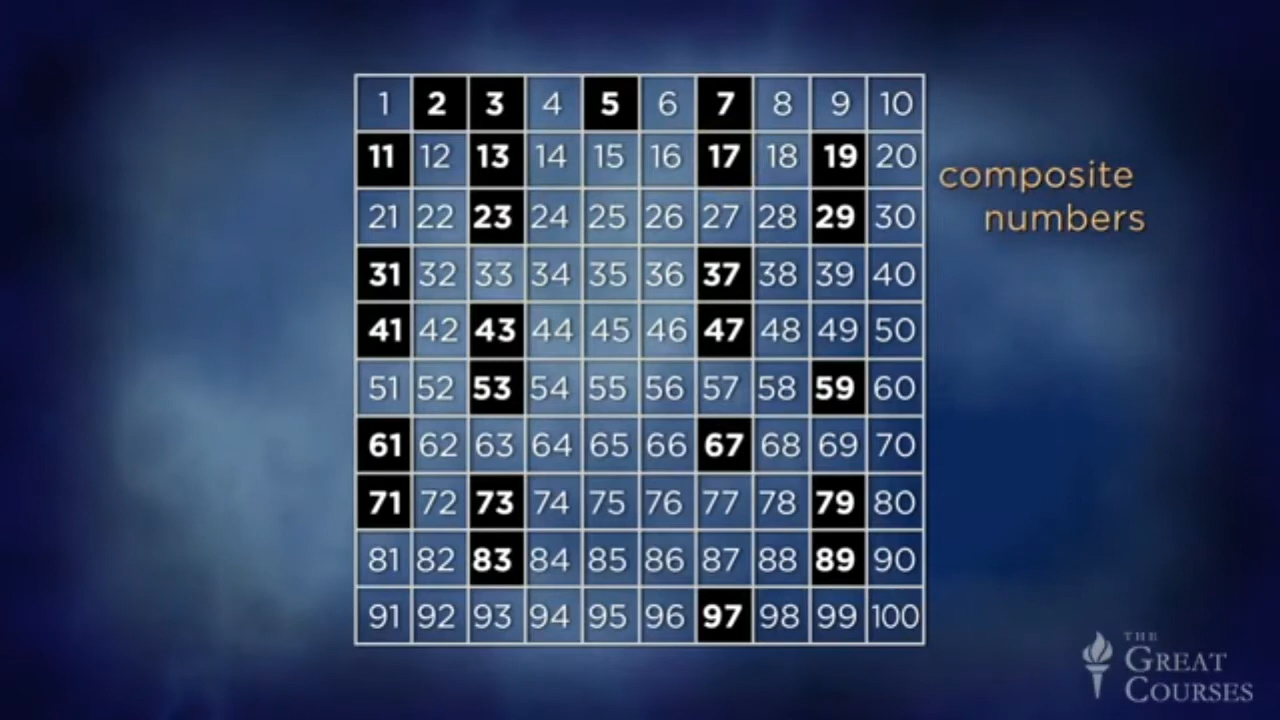 1 2 3 4 5 6 7 8 9 10
11 12 13 14 15 16 17 18 19 20
composite
numbers
21 22 23 24 25 26 27 28 29 30
31 32 33 34 35 36 37 38 39 40
41 42 43 44 45 46 47 48 49 50
51 52 53 54 55 56 57 58 59 60
61 62 63 64 65 66 67 68 69 70
71 72 73 74 75 76 77 78 79 80
81 82 83 84 85 86 87 88 89 90
91 92 93 94 95 96 97 98 99 100
THE
GREAT
COURSES